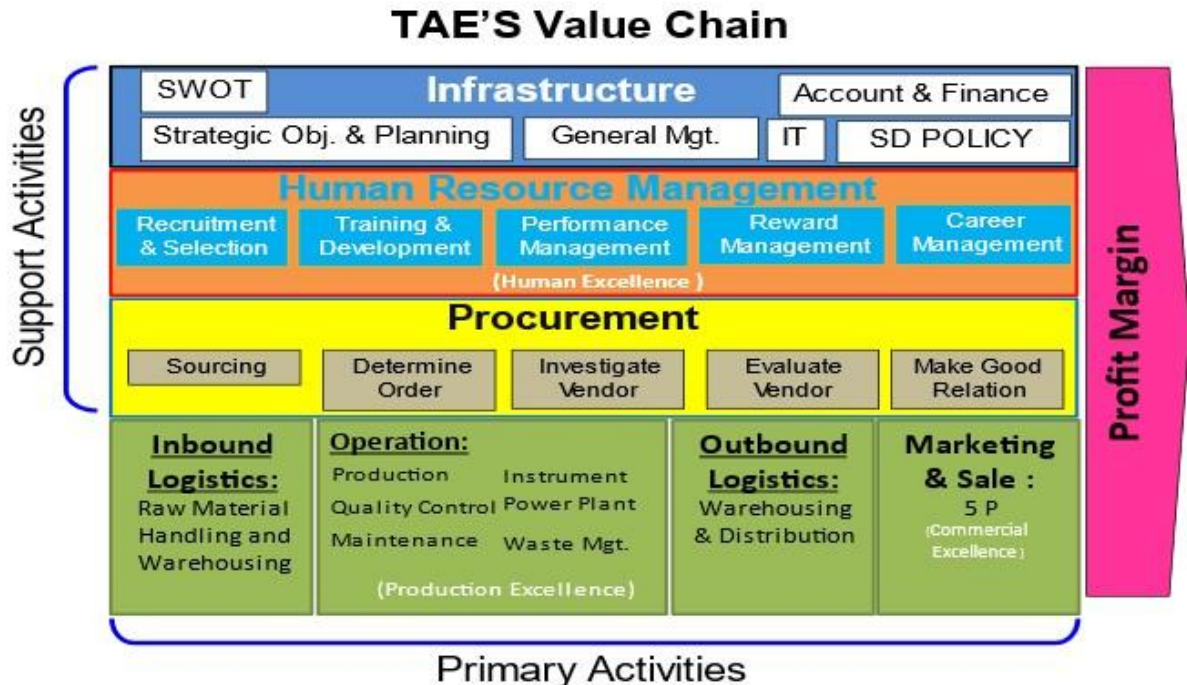 TAE'S Value Chain
Support Activities
Infrastructure
SWOT
Account & Finance
Strategic Obj. & Planning
General Mgt.
IT
SD POLICY
Human Resource Management
Recruitment
& Selection
Training &
Development
Performance
Management
Reward
Management
Career
Management
(Human Excellence )
Procurement
Sourcing
Determine
Order
Investigate
Vendor
Evaluate
Vendor
Make Good
Relation
Inbound
Logistics:
Raw Material
Handling and
Warehousing
Operation:
Production
Instrument
Quality Control
Power Plant
Maintenance
Waste Mgt.
(Production Excellence)
Outbound
Logistics:
Warehousing
& Distribution
Marketing
& Sale :
5 P
(Commercial
Excellence )
Profit Margin
Primary Activities